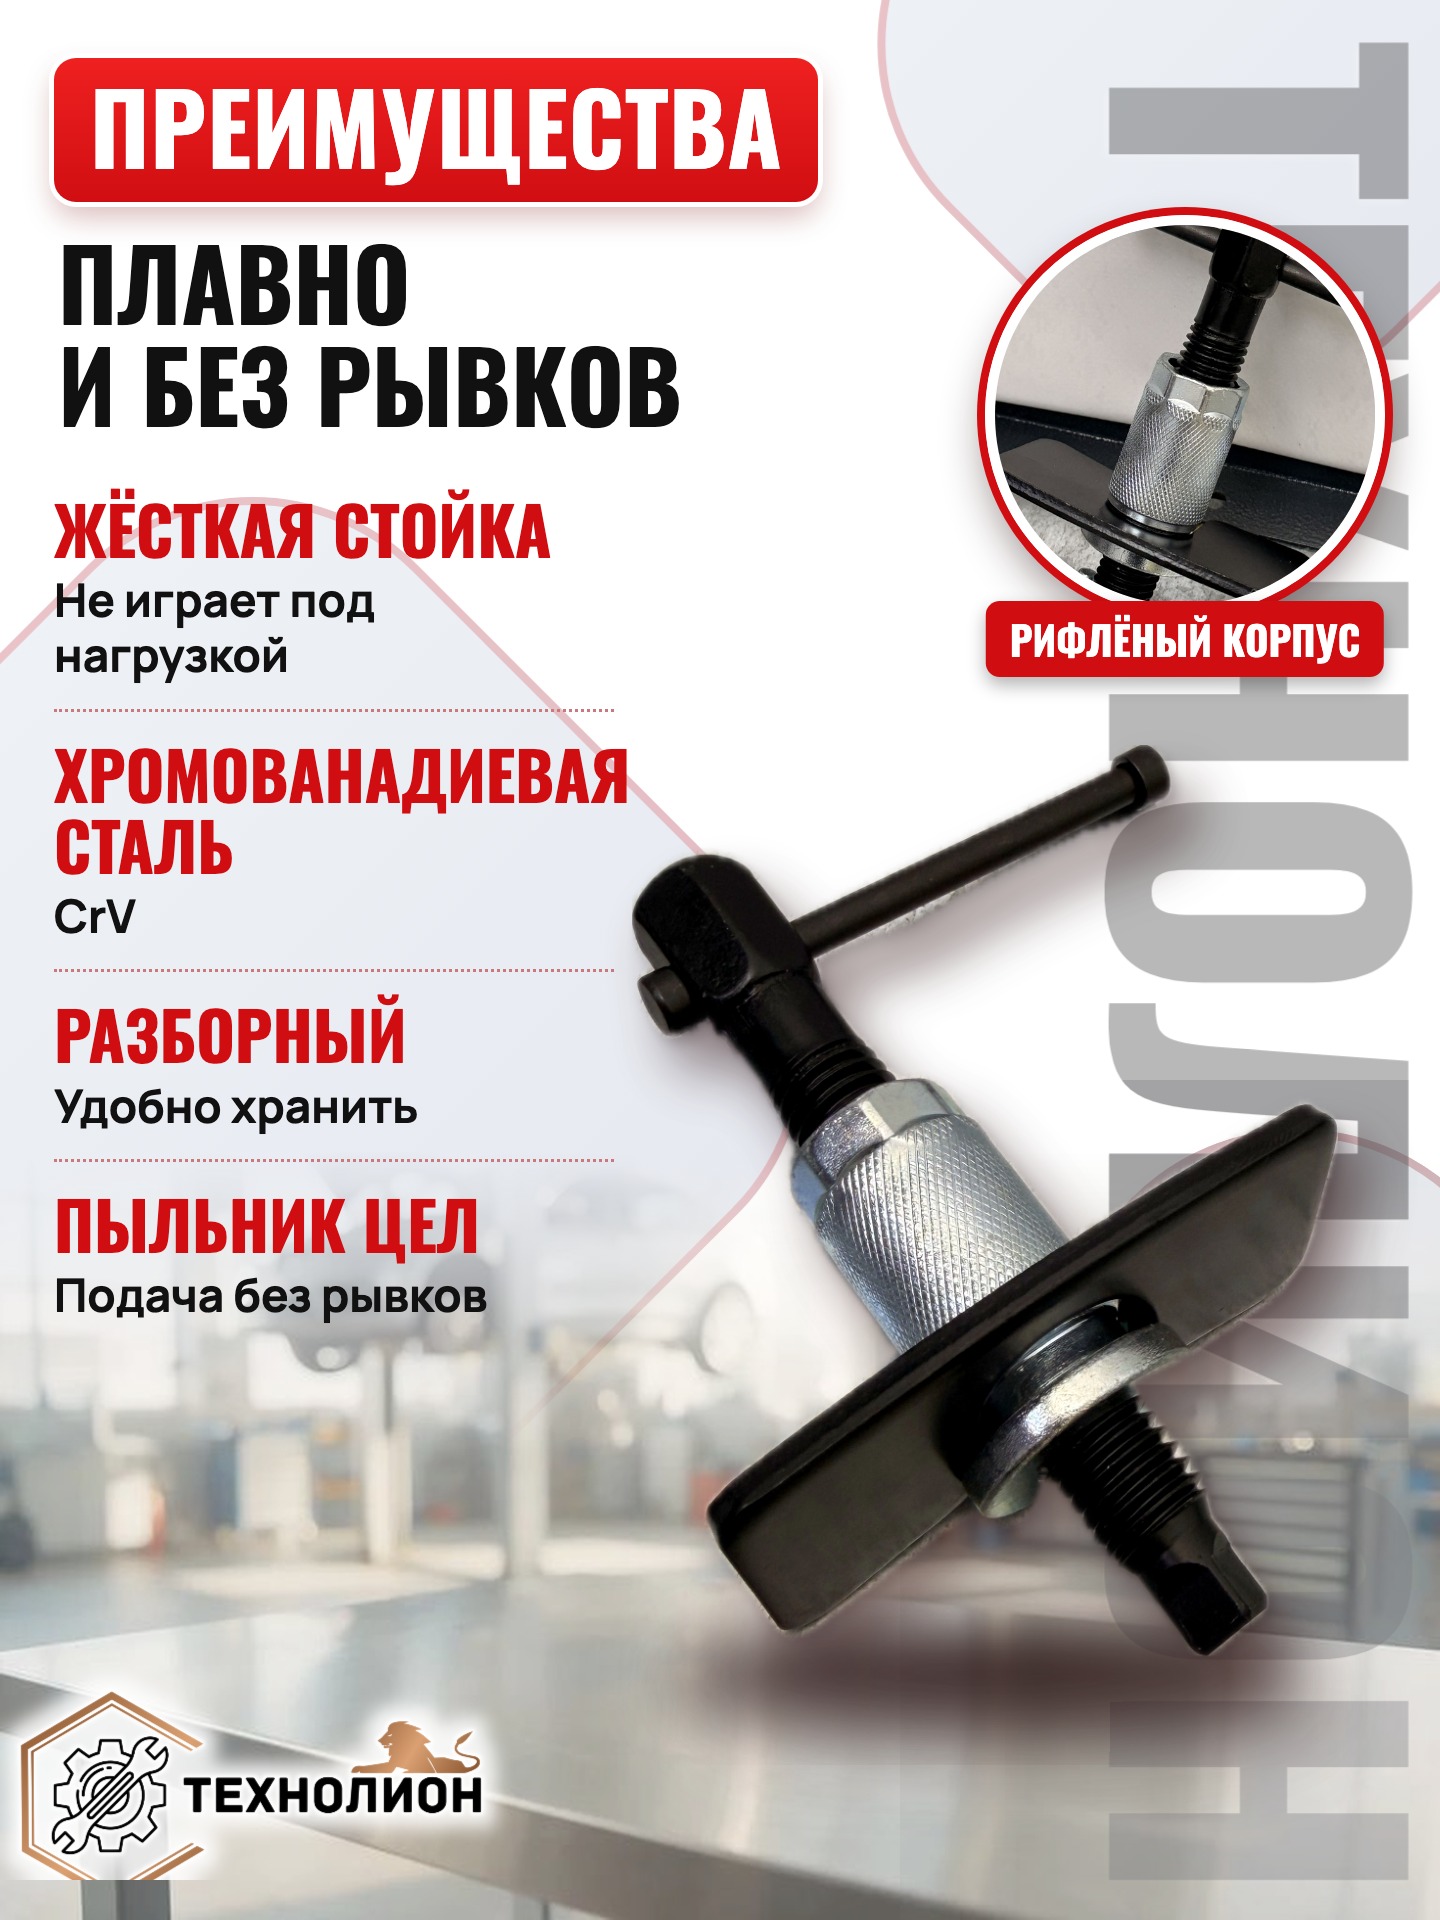 ПРЕИМУЩЕСТВА
ПЛАВНО
И БЕЗ РЫВКОВ
ЖЁСТКАЯ СТОЙКА
Не играет под
нагрузкой
ХРОМОВАНАДИЕВАЯ
СТАЛЬ
CrV
РАЗБОРНЫЙ
Удобно хранить
ПЫЛЬНИК ЦЕЛ
Подача без рывков
РИФЛЁНЫЙ КОРПУС
ТЕХНОЛИОН